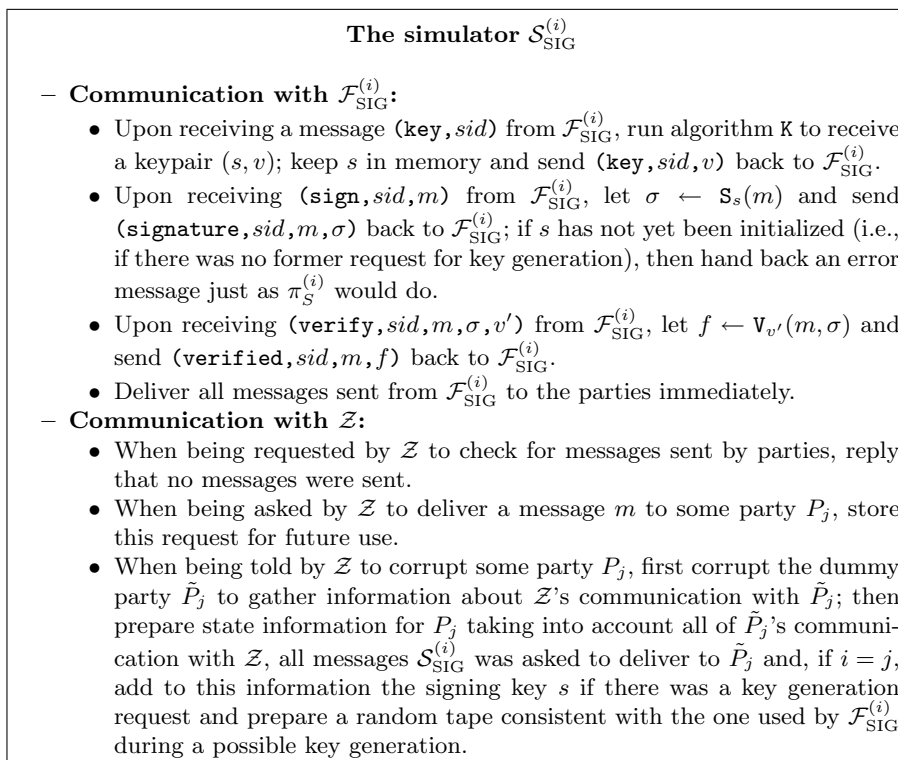 The simulator 𝒮_SIG^(i)
– Communication with ℱ_SIG^(i):
• Upon receiving a message (key,sid) from ℱ_SIG^(i), run algorithm K to receive
a keypair (s, v); keep s in memory and send (key,sid,v) back to ℱ_SIG^(i).
• Upon receiving (sign,sid,m) from ℱ_SIG^(i), let σ ← S_s(m) and send
(signature,sid,m,σ) back to ℱ_SIG^(i); if s has not yet been initialized (i.e.,
if there was no former request for key generation), then hand back an error
message just as π_S^(i) would do.
• Upon receiving (verify,sid,m,σ,v′) from ℱ_SIG^(i), let f ← V_v′(m, σ) and
send (verified,sid,m,f) back to ℱ_SIG^(i).
• Deliver all messages sent from ℱ_SIG^(i) to the parties immediately.
– Communication with 𝒵:
• When being requested by 𝒵 to check for messages sent by parties, reply
that no messages were sent.
• When being asked by 𝒵 to deliver a message m to some party P_j, store
this request for future use.
• When being told by 𝒵 to corrupt some party P_j, first corrupt the dummy
party P̃_j to gather information about 𝒵's communication with P̃_j; then
prepare state information for P_j taking into account all of P̃_j's communi-
cation with 𝒵, all messages 𝒮_SIG^(i) was asked to deliver to P̃_j and, if i = j,
add to this information the signing key s if there was a key generation
request and prepare a random tape consistent with the one used by ℱ_SIG^(i)
during a possible key generation.